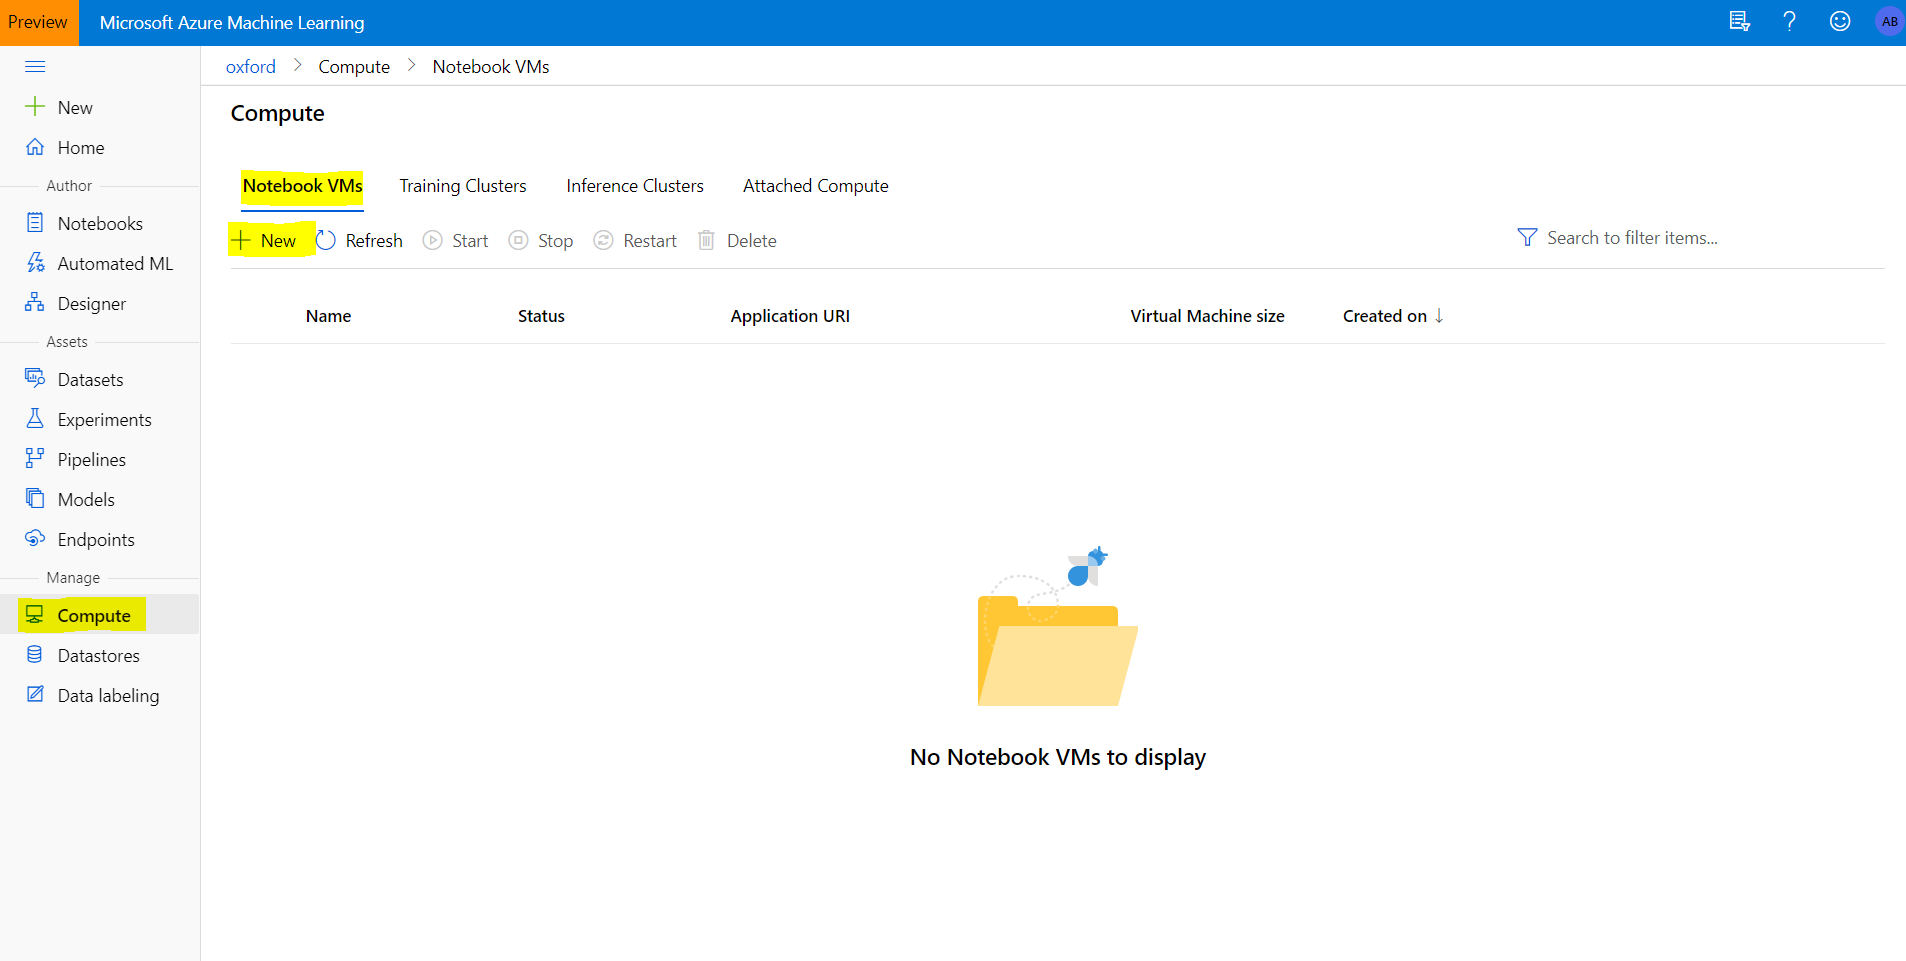 Preview
Microsoft Azure Machine Learning
AB
oxford > Compute > Notebook VMs
New
Home
Author
Notebooks
Automated ML
Designer
Assets
Datasets
Experiments
Pipelines
Models
Endpoints
Manage
Compute
Datastores
Data labeling
Compute
Notebook VMs Training Clusters Inference Clusters Attached Compute
New Refresh Start Stop Restart Delete Search to filter items...
Name Status Application URI Virtual Machine size Created on ↓
No Notebook VMs to display